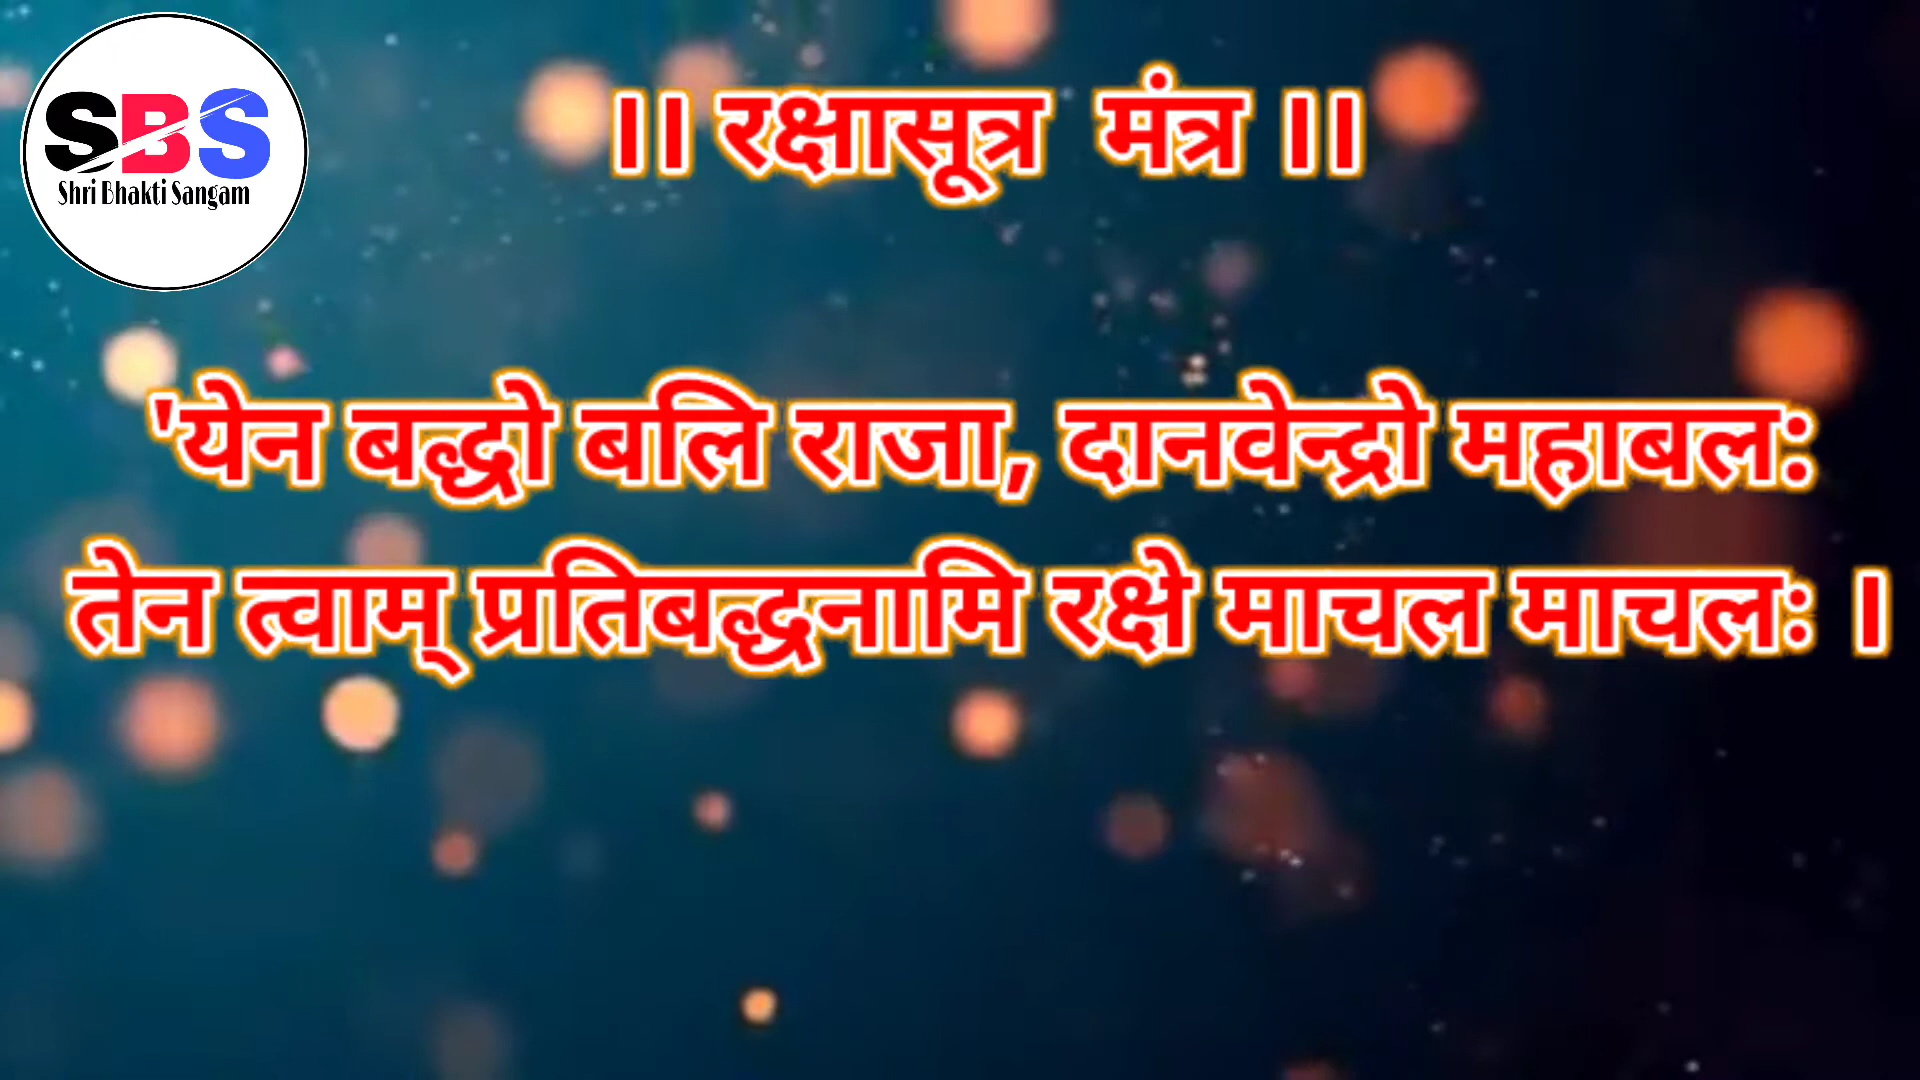 SBS
Shri Bhakti Sangam
।। रक्षासूत्र मंत्र ।।
'येन बद्धो बलि राजा, दानवेन्द्रो महाबलः
तेन त्वाम् प्रतिबद्धनामि रक्षे माचल माचलः ।